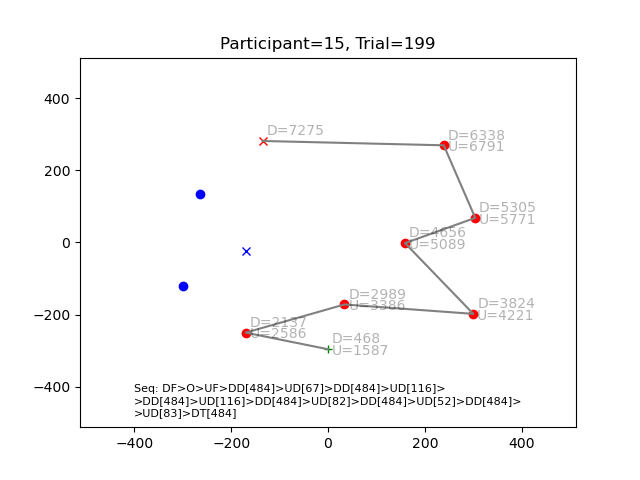 Participant=15, Trial=199
400
200
0
−200
−400
−400
−200
0
200
400
D=7275
D=6338
U=6791
D=5305
U=5771
D=4656
U=5089
D=2989
U=3386
D=3824
U=4221
D=2137
U=2586
D=468
U=1587
Seq: DF>O>UF>DD[484]>UD[67]>DD[484]>UD[116]>
>DD[484]>UD[116]>DD[484]>UD[82]>DD[484]>UD[52]>DD[484]>
>UD[83]>DT[484]